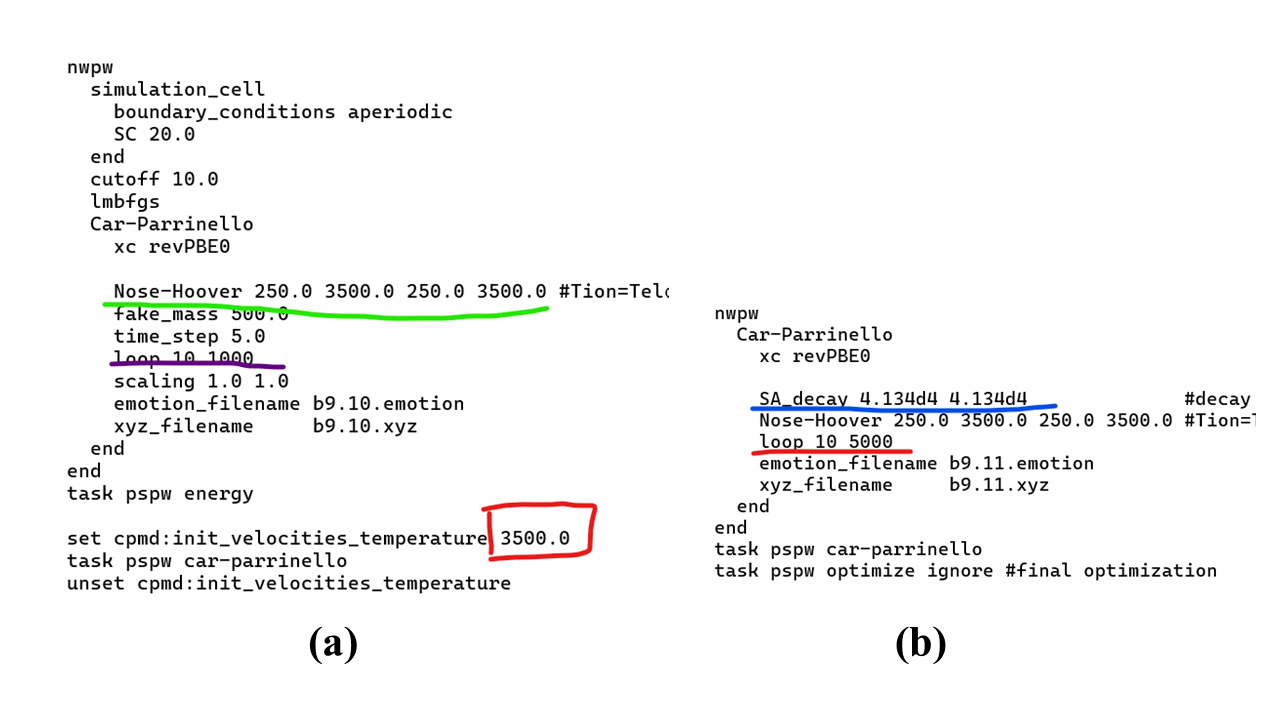 nwpw
simulation_cell
boundary_conditions aperiodic
SC 20.0
end
cutoff 10.0
lmbfgs
Car-Parrinello
xc revPBE0
Nose-Hoover 250.0 3500.0 250.0 3500.0 #Tion=Tel
fake_mass 500.0
time_step 5.0
loop 10 1000
scaling 1.0 1.0
emotion_filename b9.10.emotion
xyz_filename b9.10.xyz
end
end
task pspw energy
set cpmd:init_velocities_temperature 3500.0
task pspw car-parrinello
unset cpmd:init_velocities_temperature
(a)
nwpw
Car-Parrinello
xc revPBE0
SA_decay 4.134d4 4.134d4 #decay
Nose-Hoover 250.0 3500.0 250.0 3500.0 #Tion=
loop 10 5000
emotion_filename b9.11.emotion
xyz_filename b9.11.xyz
end
end
task pspw car-parrinello
task pspw optimize ignore #final optimization
(b)